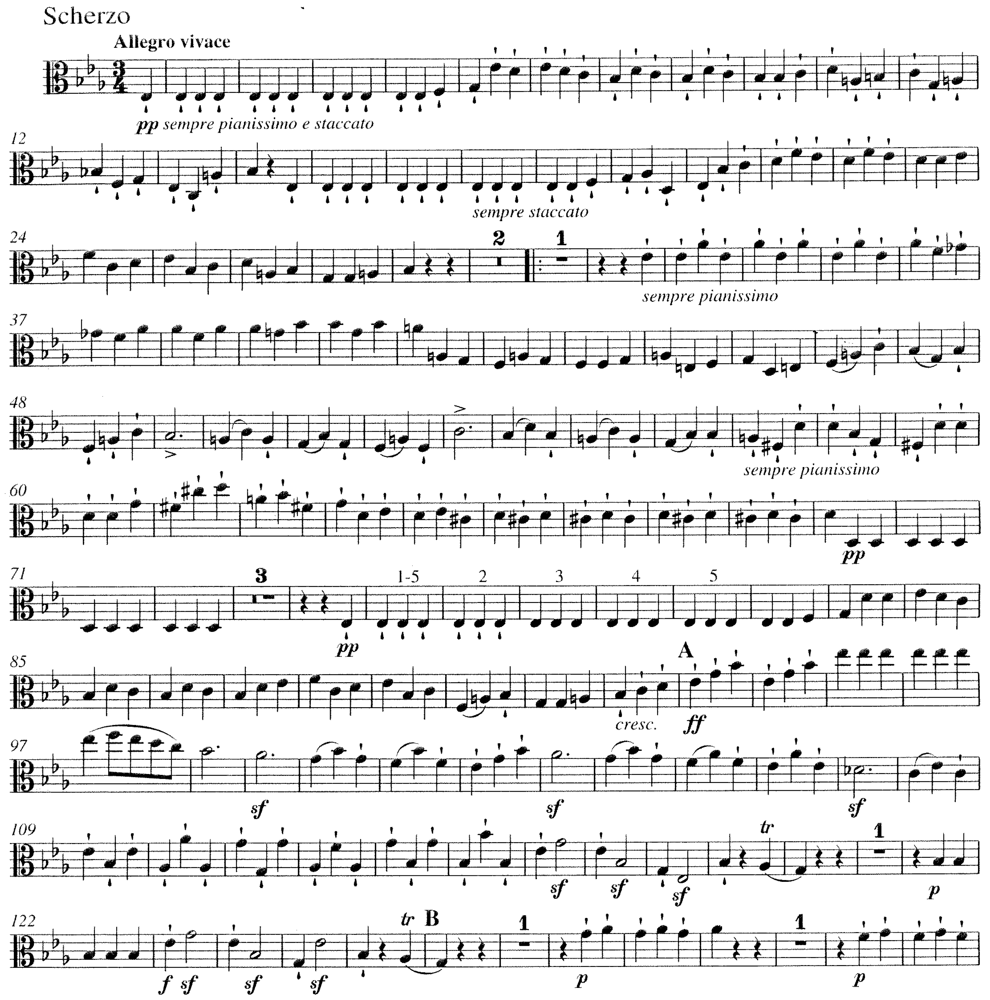 Scherzo
Allegro vivace
3
4
pp sempre pianissimo e staccato
12
sempre staccato
24
2 1
sempre pianissimo
37
48
sempre pianissimo
60
pp
71
3 1-5 2 3 4 5
pp
85
A
cresc. ff
97
sf sf sf
109
tr 1
sf sf sf p
122
tr B 1 1
f sf sf sf p p